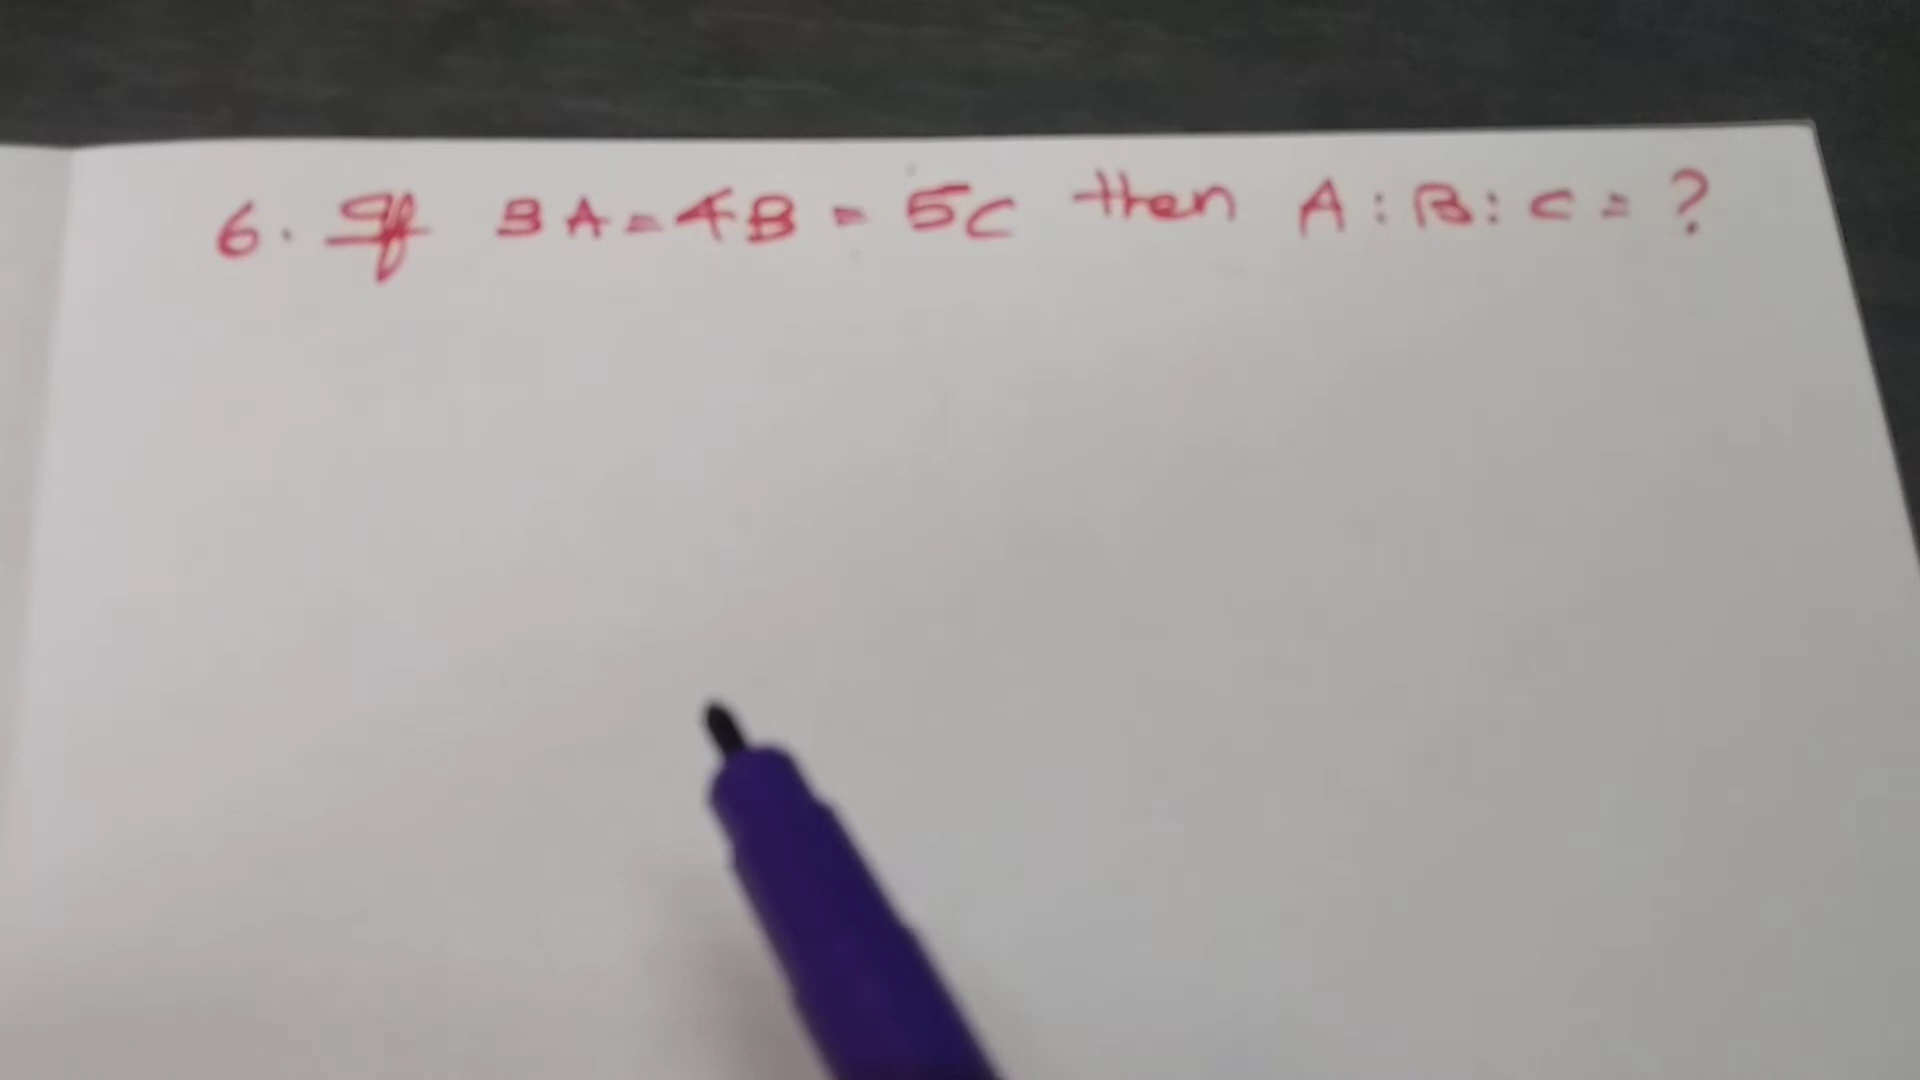 6. If 3A = 4B = 5C then A : B : C = ?